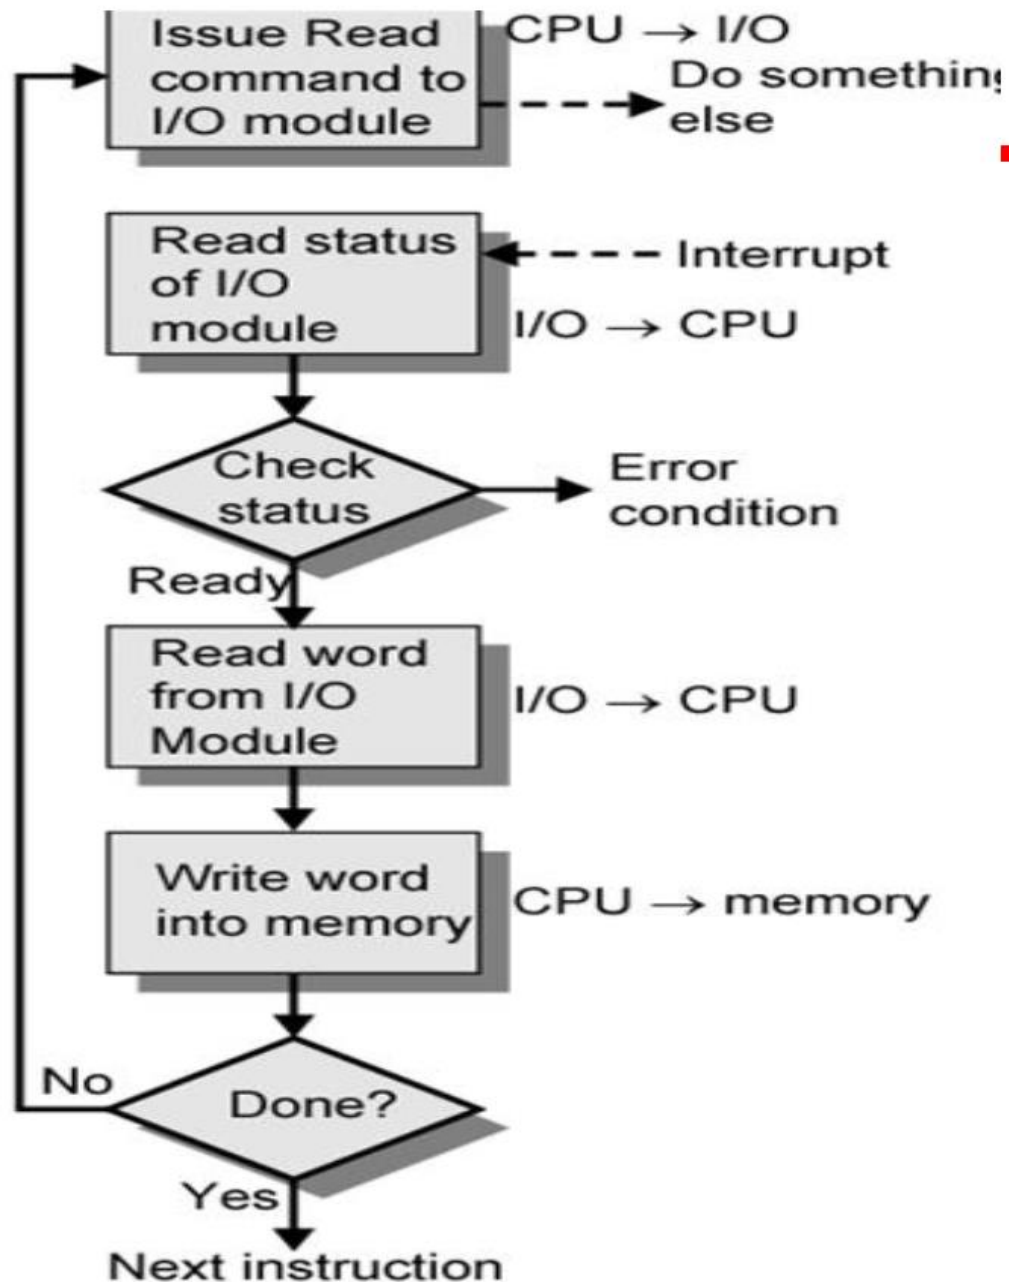 Issue Read
command to
I/O module
CPU → I/O
Do something
else
Read status
of I/O
module
Interrupt
I/O → CPU
Check
status
Error
condition
Ready
Read word
from I/O
Module
I/O → CPU
Write word
into memory
CPU → memory
No
Done?
Yes
Next instruction